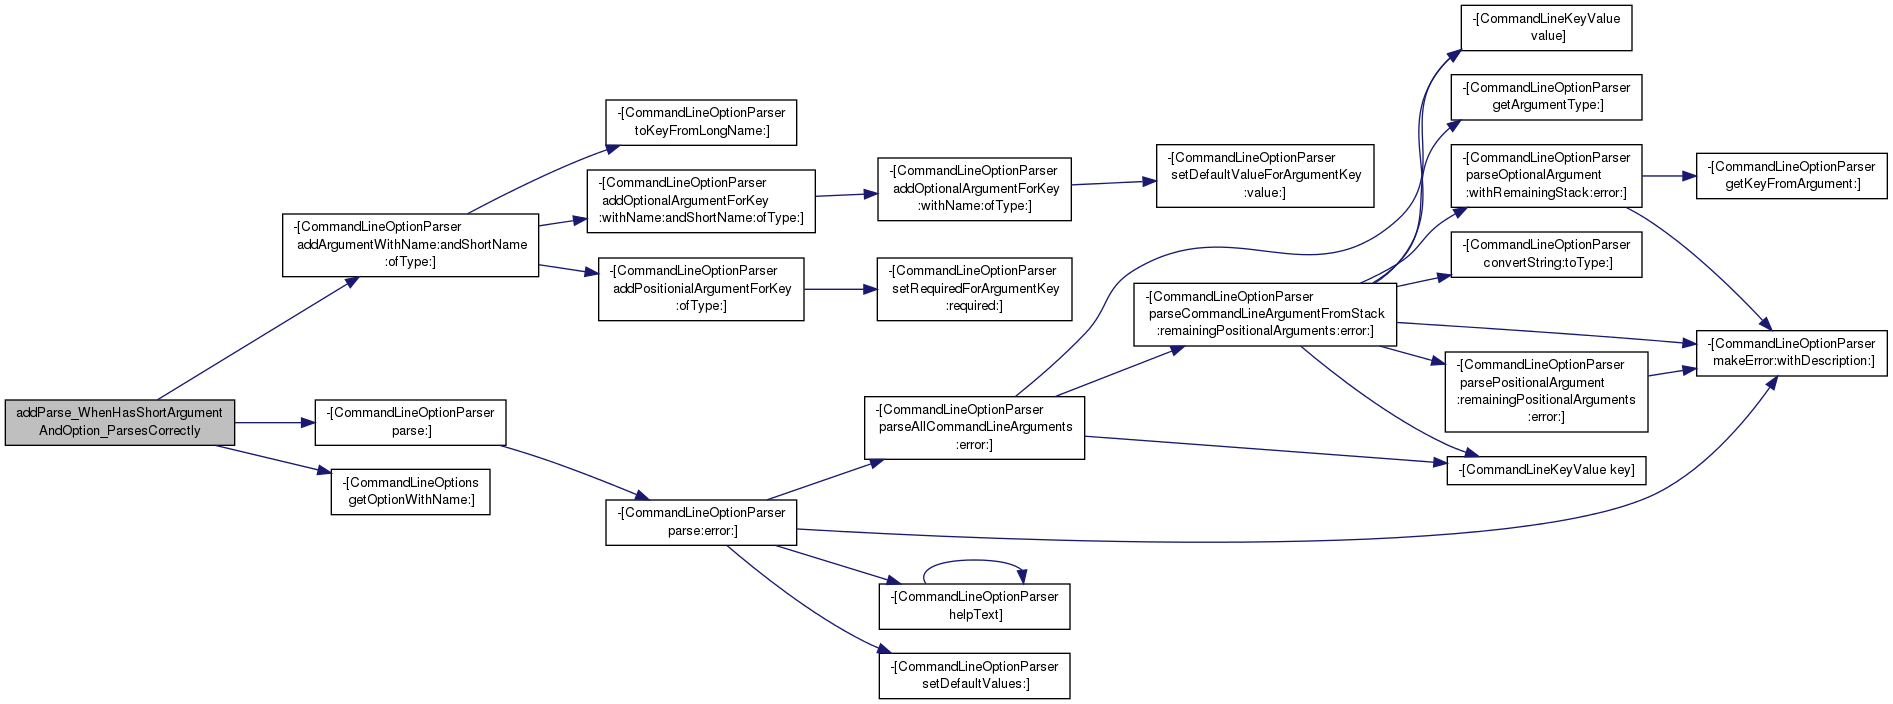 addParse_WhenHasShortArgument
AndOption_ParsesCorrectly
-[CommandLineOptionParser
addArgumentWithName:andShortName
:ofType:]
-[CommandLineOptionParser
parse:]
-[CommandLineOptions
getOptionWithName:]
-[CommandLineOptionParser
toKeyFromLongName:]
-[CommandLineOptionParser
addOptionalArgumentForKey
:withName:andShortName:ofType:]
-[CommandLineOptionParser
addPositionialArgumentForKey
:ofType:]
-[CommandLineOptionParser
parse:error:]
-[CommandLineOptionParser
addOptionalArgumentForKey
:withName:ofType:]
-[CommandLineOptionParser
setRequiredForArgumentKey
:required:]
-[CommandLineOptionParser
parseAllCommandLineArguments
:error:]
-[CommandLineOptionParser
helpText]
-[CommandLineOptionParser
setDefaultValues:]
-[CommandLineOptionParser
setDefaultValueForArgumentKey
:value:]
-[CommandLineOptionParser
parseCommandLineArgumentFromStack
:remainingPositionalArguments:error:]
-[CommandLineKeyValue
value]
-[CommandLineOptionParser
getArgumentType:]
-[CommandLineOptionParser
parseOptionalArgument
:withRemainingStack:error:]
-[CommandLineOptionParser
convertString:toType:]
-[CommandLineOptionParser
parsePositionalArgument
:remainingPositionalArguments
:error:]
-[CommandLineKeyValue key]
-[CommandLineOptionParser
getKeyFromArgument:]
-[CommandLineOptionParser
makeError:withDescription:]